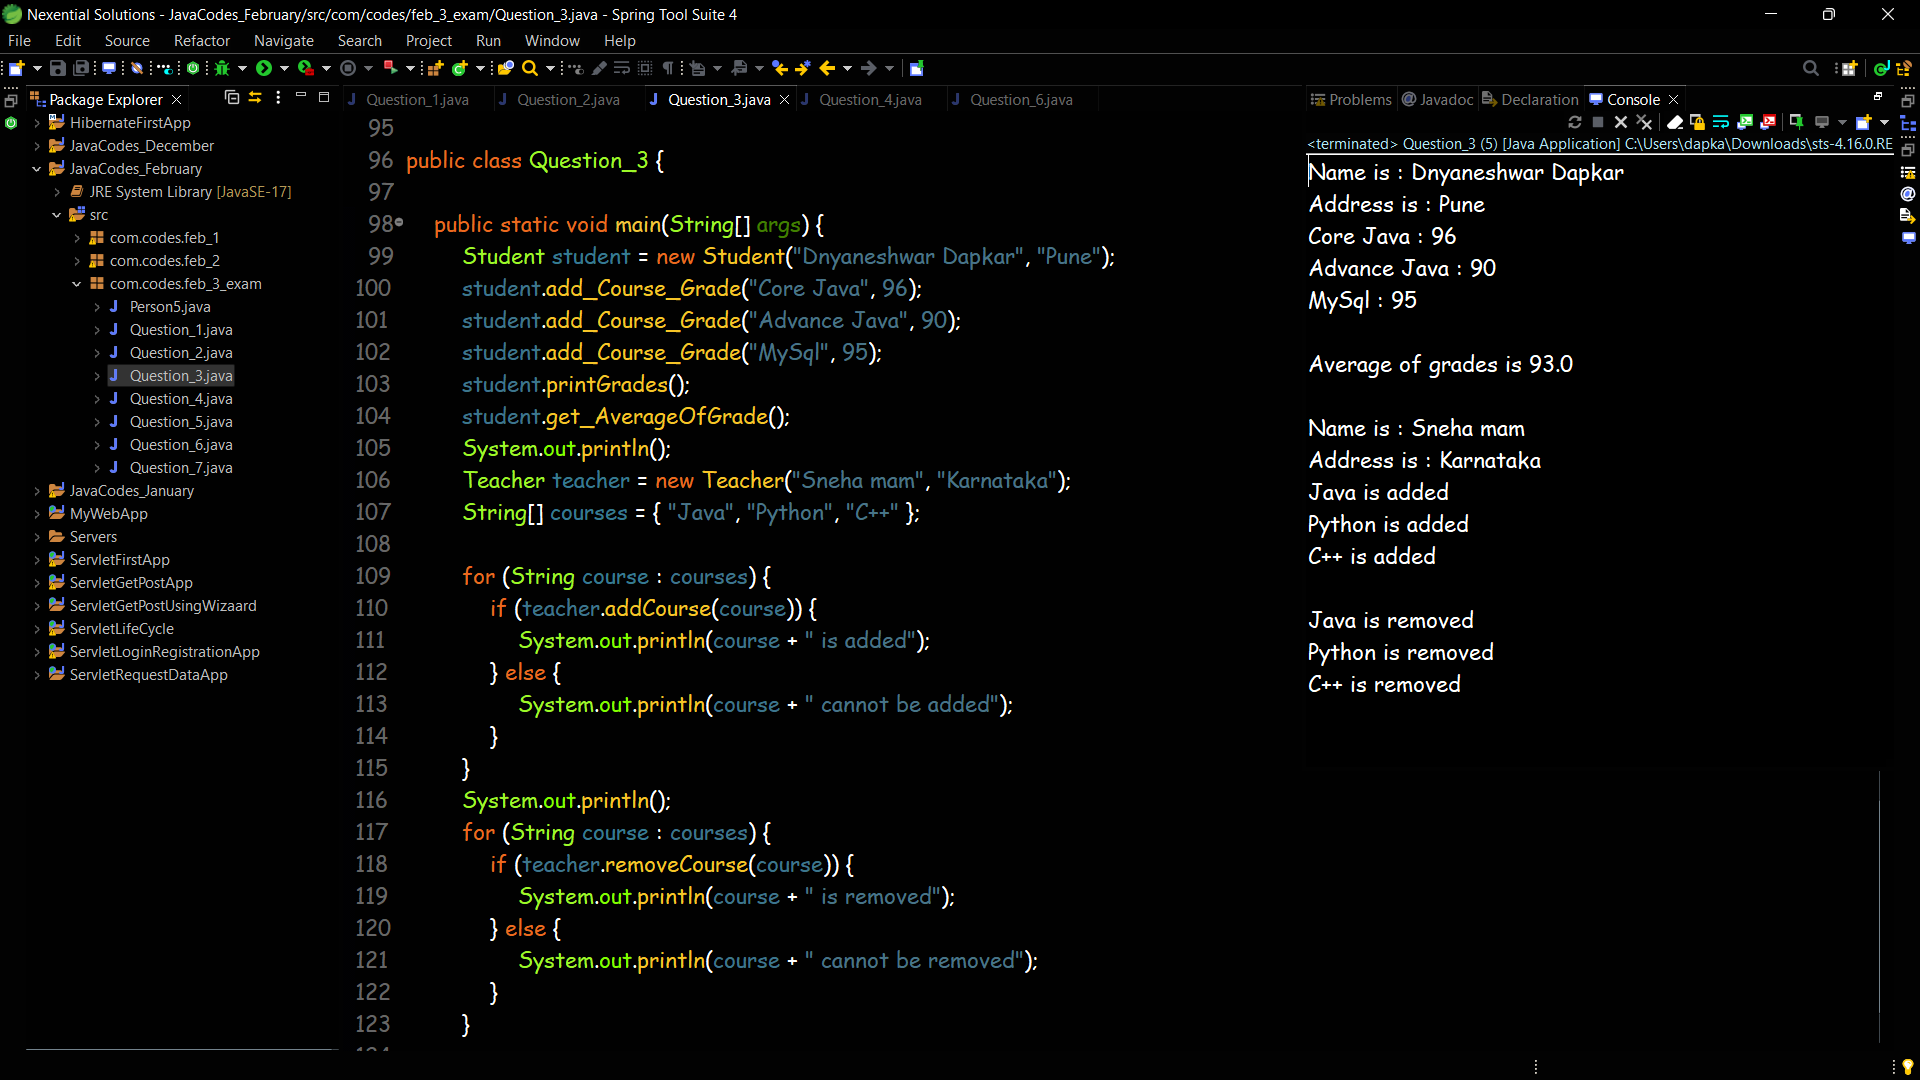 Nexential Solutions - JavaCodes_February/src/com/codes/feb_3_exam/Question_3.java - Spring Tool Suite 4
File Edit Source Refactor Navigate Search Project Run Window Help
Package Explorer
HibernateFirstApp
JavaCodes_December
JavaCodes_February
JRE System Library [JavaSE-17]
src
com.codes.feb_1
com.codes.feb_2
com.codes.feb_3_exam
Person5.java
Question_1.java
Question_2.java
Question_3.java
Question_4.java
Question_5.java
Question_6.java
Question_7.java
JavaCodes_January
MyWebApp
Servers
ServletFirstApp
ServletGetPostApp
ServletGetPostUsingWizaard
ServletLifeCycle
ServletLoginRegistrationApp
ServletRequestDataApp
Question_1.java Question_2.java Question_3.java Question_4.java Question_6.java
95
96 public class Question_3 {
97
98 public static void main(String[] args) {
99 Student student = new Student("Dnyaneshwar Dapkar", "Pune");
100 student.add_Course_Grade("Core Java", 96);
101 student.add_Course_Grade("Advance Java", 90);
102 student.add_Course_Grade("MySql", 95);
103 student.printGrades();
104 student.get_AverageOfGrade();
105 System.out.println();
106 Teacher teacher = new Teacher("Sneha mam", "Karnataka");
107 String[] courses = { "Java", "Python", "C++" };
108
109 for (String course : courses) {
110 if (teacher.addCourse(course)) {
111 System.out.println(course + " is added");
112 } else {
113 System.out.println(course + " cannot be added");
114 }
115 }
116 System.out.println();
117 for (String course : courses) {
118 if (teacher.removeCourse(course)) {
119 System.out.println(course + " is removed");
120 } else {
121 System.out.println(course + " cannot be removed");
122 }
123 }
Problems Javadoc Declaration Console
<terminated> Question_3 (5) [Java Application] C:\Users\dapka\Downloads\sts-4.16.0.RE
Name is : Dnyaneshwar Dapkar
Address is : Pune
Core Java : 96
Advance Java : 90
MySql : 95
Average of grades is 93.0
Name is : Sneha mam
Address is : Karnataka
Java is added
Python is added
C++ is added
Java is removed
Python is removed
C++ is removed